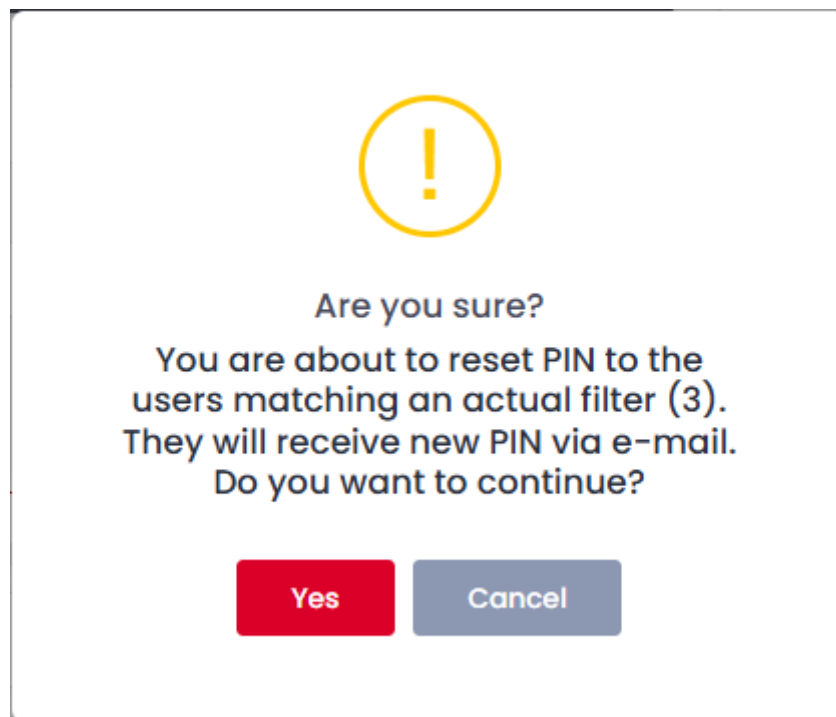 !
Are you sure?
You are about to reset PIN to the
users matching an actual filter (3).
They will receive new PIN via e-mail.
Do you want to continue?
Yes
Cancel